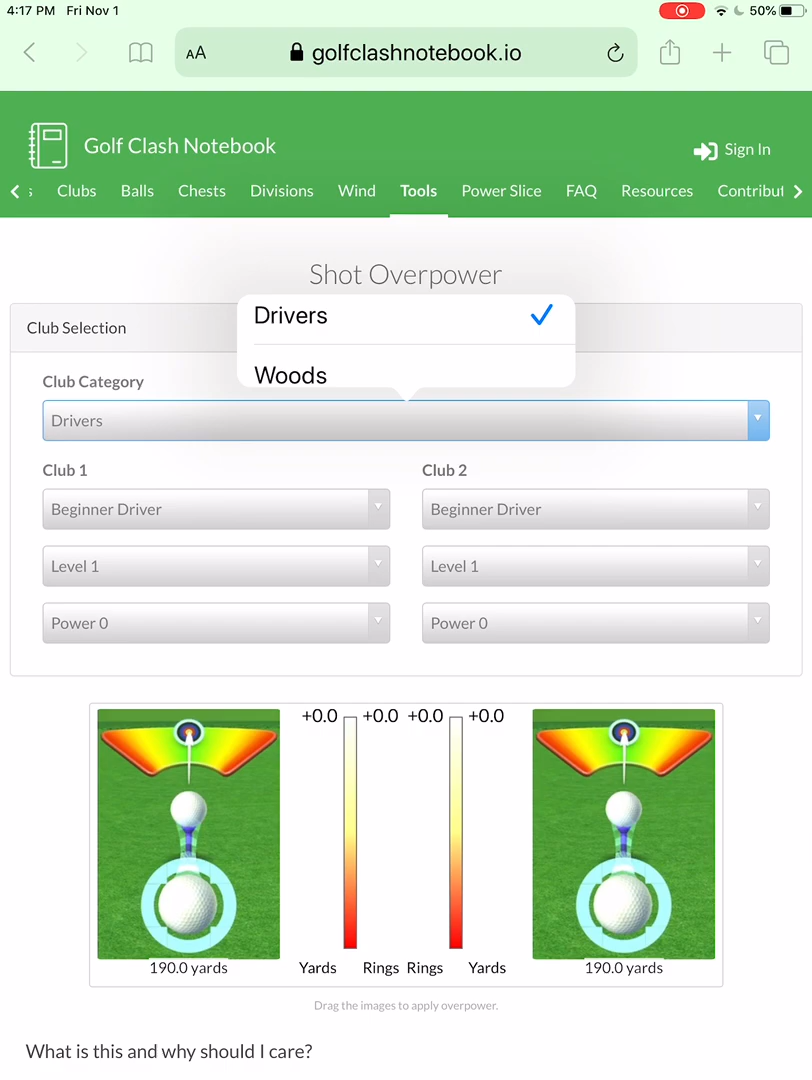 4:17 PM Fri Nov 1 50%
AA golfclashnotebook.io
Golf Clash Notebook Sign In
s Clubs Balls Chests Divisions Wind Tools Power Slice FAQ Resources Contribut
Shot Overpower
Drivers
Club Selection
Woods
Club Category
Drivers
Club 1 Club 2
Beginner Driver Beginner Driver
Level 1 Level 1
Power 0 Power 0
+0.0 +0.0 +0.0 +0.0
190.0 yards Yards Rings Rings Yards 190.0 yards
Drag the images to apply overpower.
What is this and why should I care?